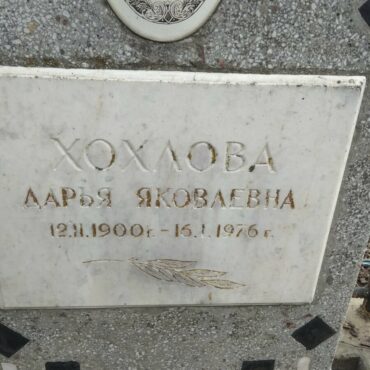 ХОХЛОВА
ДАРЬЯ ЯКОВЛЕВНА
12.II.1900г. – 16.I.1976г.